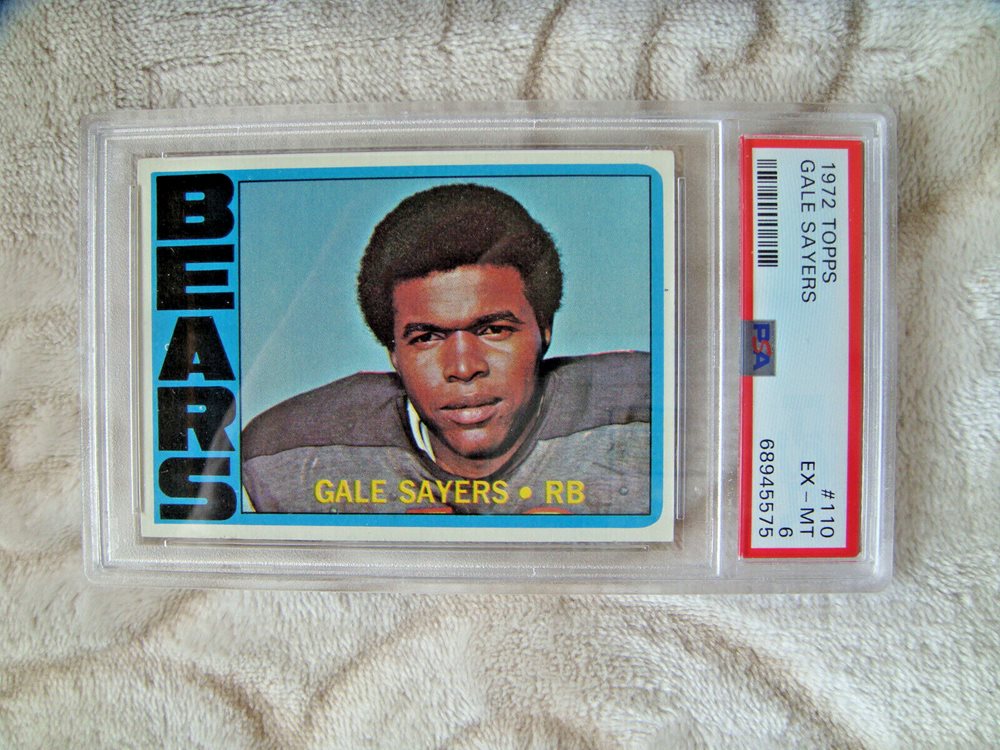 BEARS
GALE SAYERS • RB
1972 TOPPS
GALE SAYERS
#110
EX - MT
6
PSA
68945575